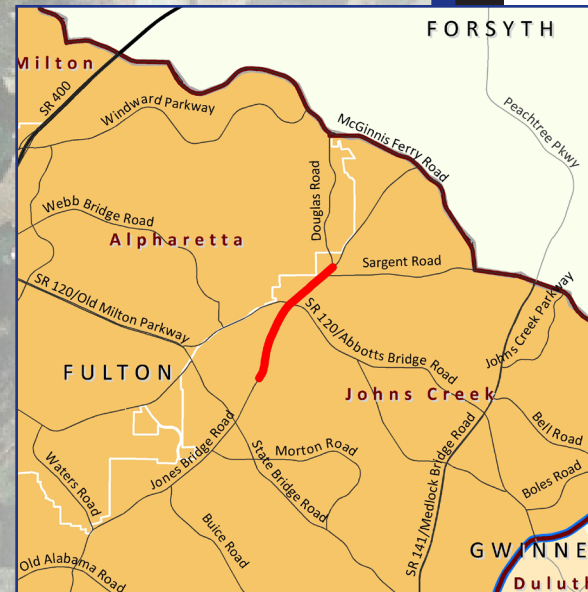 FORSYTH
Milton
SR 400
Windward Parkway
McGinnis Ferry Road
Peachtree Pkwy
Douglas Road
Webb Bridge Road
Alpharetta
Sargent Road
SR 120/Old Milton Parkway
SR 120/Abbotts Bridge Road
Johns Creek Parkway
FULTON
Johns Creek
Jones Bridge Road
State Bridge Road
Morton Road
SR 141/Medlock Bridge Road
Bell Road
Boles Road
Waters Road
Buice Road
GWINNE
Old Alabama Road
Duluth